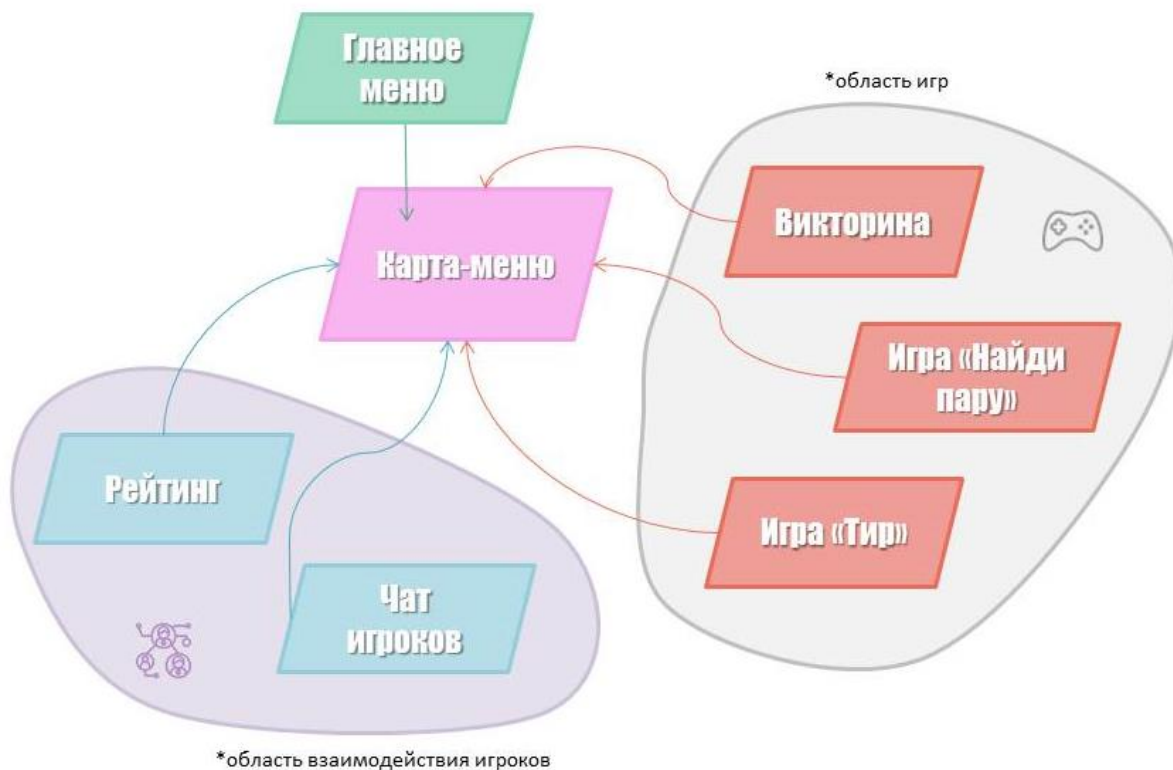 Главное
меню
*область игр
Викторина
Карта-меню
Игра «Найди
пару»
Рейтинг
Игра «Тир»
Чат
игроков
*область взаимодействия игроков